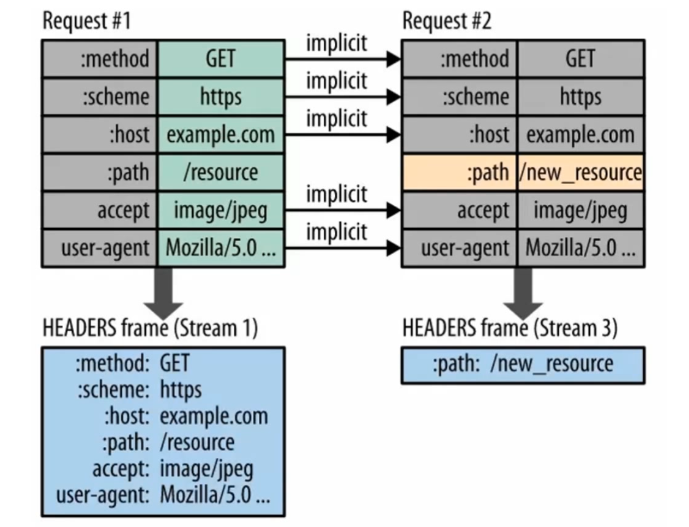 Request #1
:method GET
:scheme https
:host example.com
:path /resource
accept image/jpeg
user-agent Mozilla/5.0 ...
implicit
implicit
implicit
implicit
implicit
Request #2
:method GET
:scheme https
:host example.com
:path /new_resource
accept image/jpeg
user-agent Mozilla/5.0 ...
HEADERS frame (Stream 1)
:method: GET
:scheme: https
:host: example.com
:path: /resource
accept: image/jpeg
user-agent: Mozilla/5.0 ...
HEADERS frame (Stream 3)
:path: /new_resource